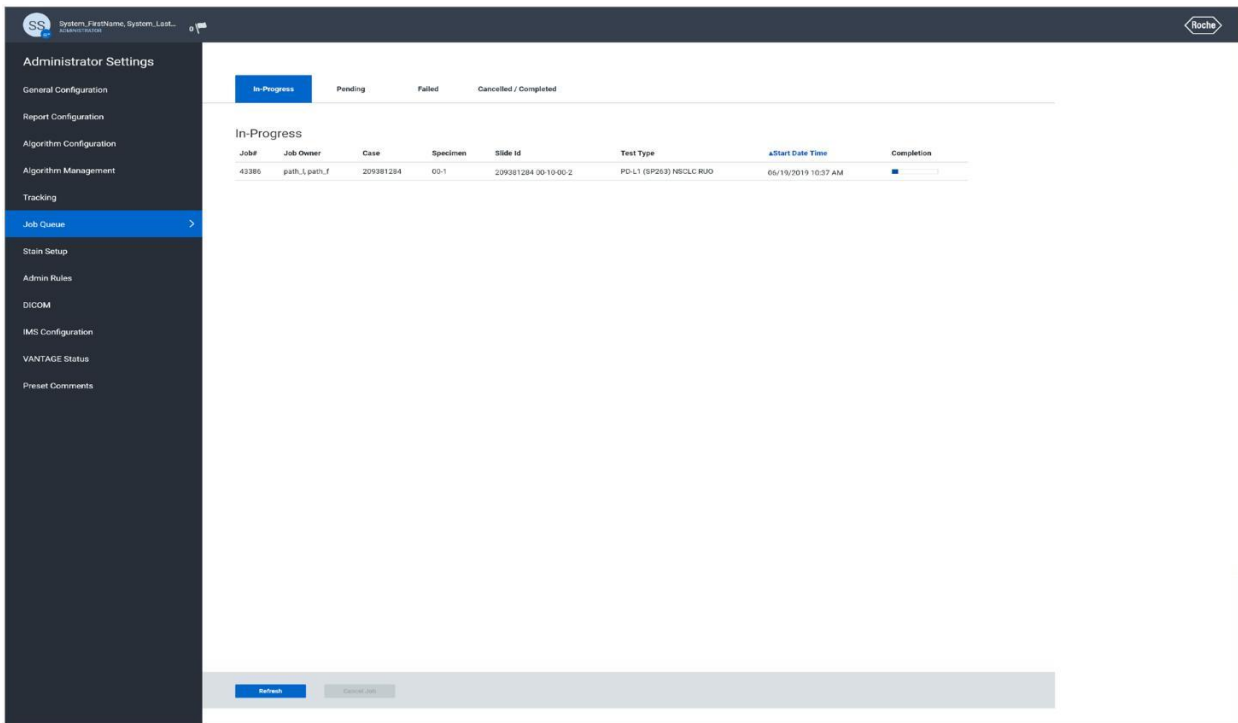 SS
System_FirstName, System_Last...
ADMINISTRATOR
0
Roche
Administrator Settings
General Configuration
Report Configuration
Algorithm Configuration
Algorithm Management
Tracking
Job Queue
Stain Setup
Admin Rules
DICOM
IMS Configuration
VANTAGE Status
Preset Comments
In-Progress Pending Failed Cancelled / Completed
In-Progress
Job# Job Owner Case Specimen Slide Id Test Type ▲Start Date Time Completion
43386 path_l, path_f 209381284 00-1 209381284 00-10-00-2 PD-L1 (SP263) NSCLC RUO 06/19/2019 10:37 AM
Refresh Cancel Job